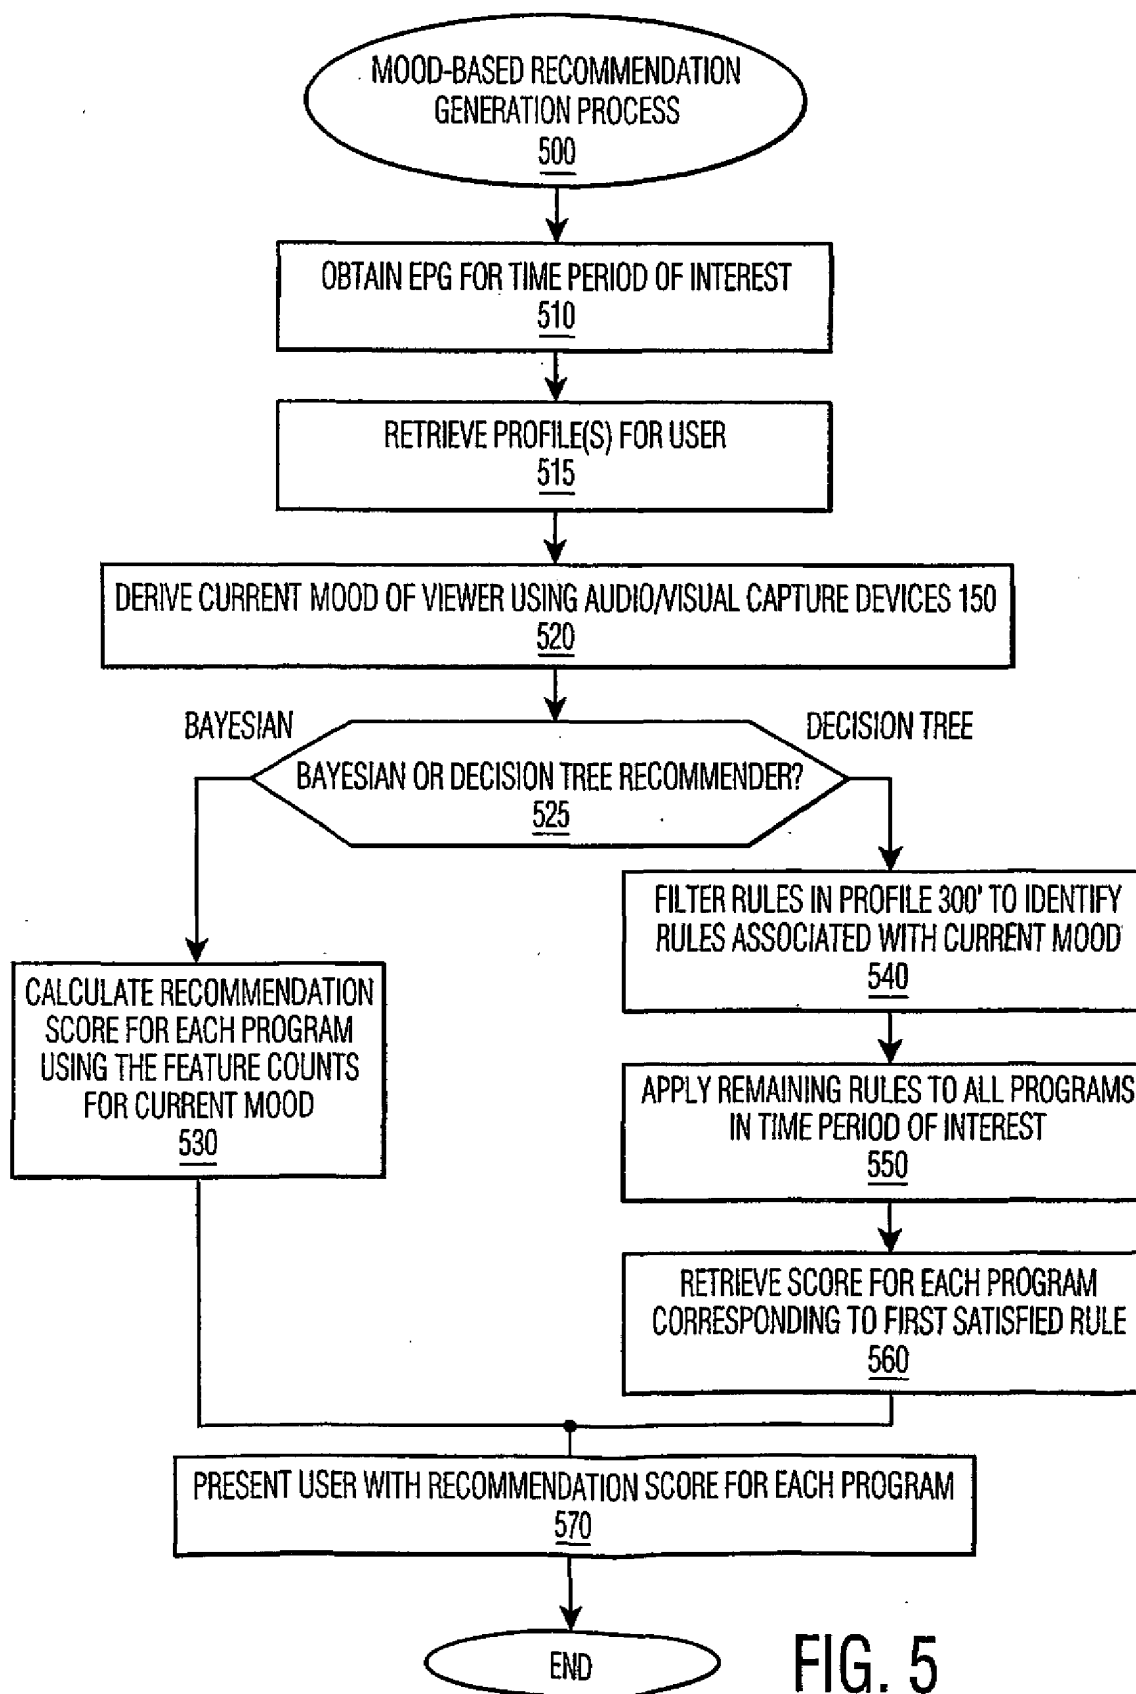 MOOD-BASED RECOMMENDATION
GENERATION PROCESS
500
OBTAIN EPG FOR TIME PERIOD OF INTEREST
510
RETRIEVE PROFILE(S) FOR USER
515
DERIVE CURRENT MOOD OF VIEWER USING AUDIO/VISUAL CAPTURE DEVICES 150
520
BAYESIAN
DECISION TREE
BAYESIAN OR DECISION TREE RECOMMENDER?
525
CALCULATE RECOMMENDATION
SCORE FOR EACH PROGRAM
USING THE FEATURE COUNTS
FOR CURRENT MOOD
530
FILTER RULES IN PROFILE 300' TO IDENTIFY
RULES ASSOCIATED WITH CURRENT MOOD
540
APPLY REMAINING RULES TO ALL PROGRAMS
IN TIME PERIOD OF INTEREST
550
RETRIEVE SCORE FOR EACH PROGRAM
CORRESPONDING TO FIRST SATISFIED RULE
560
PRESENT USER WITH RECOMMENDATION SCORE FOR EACH PROGRAM
570
END
FIG. 5